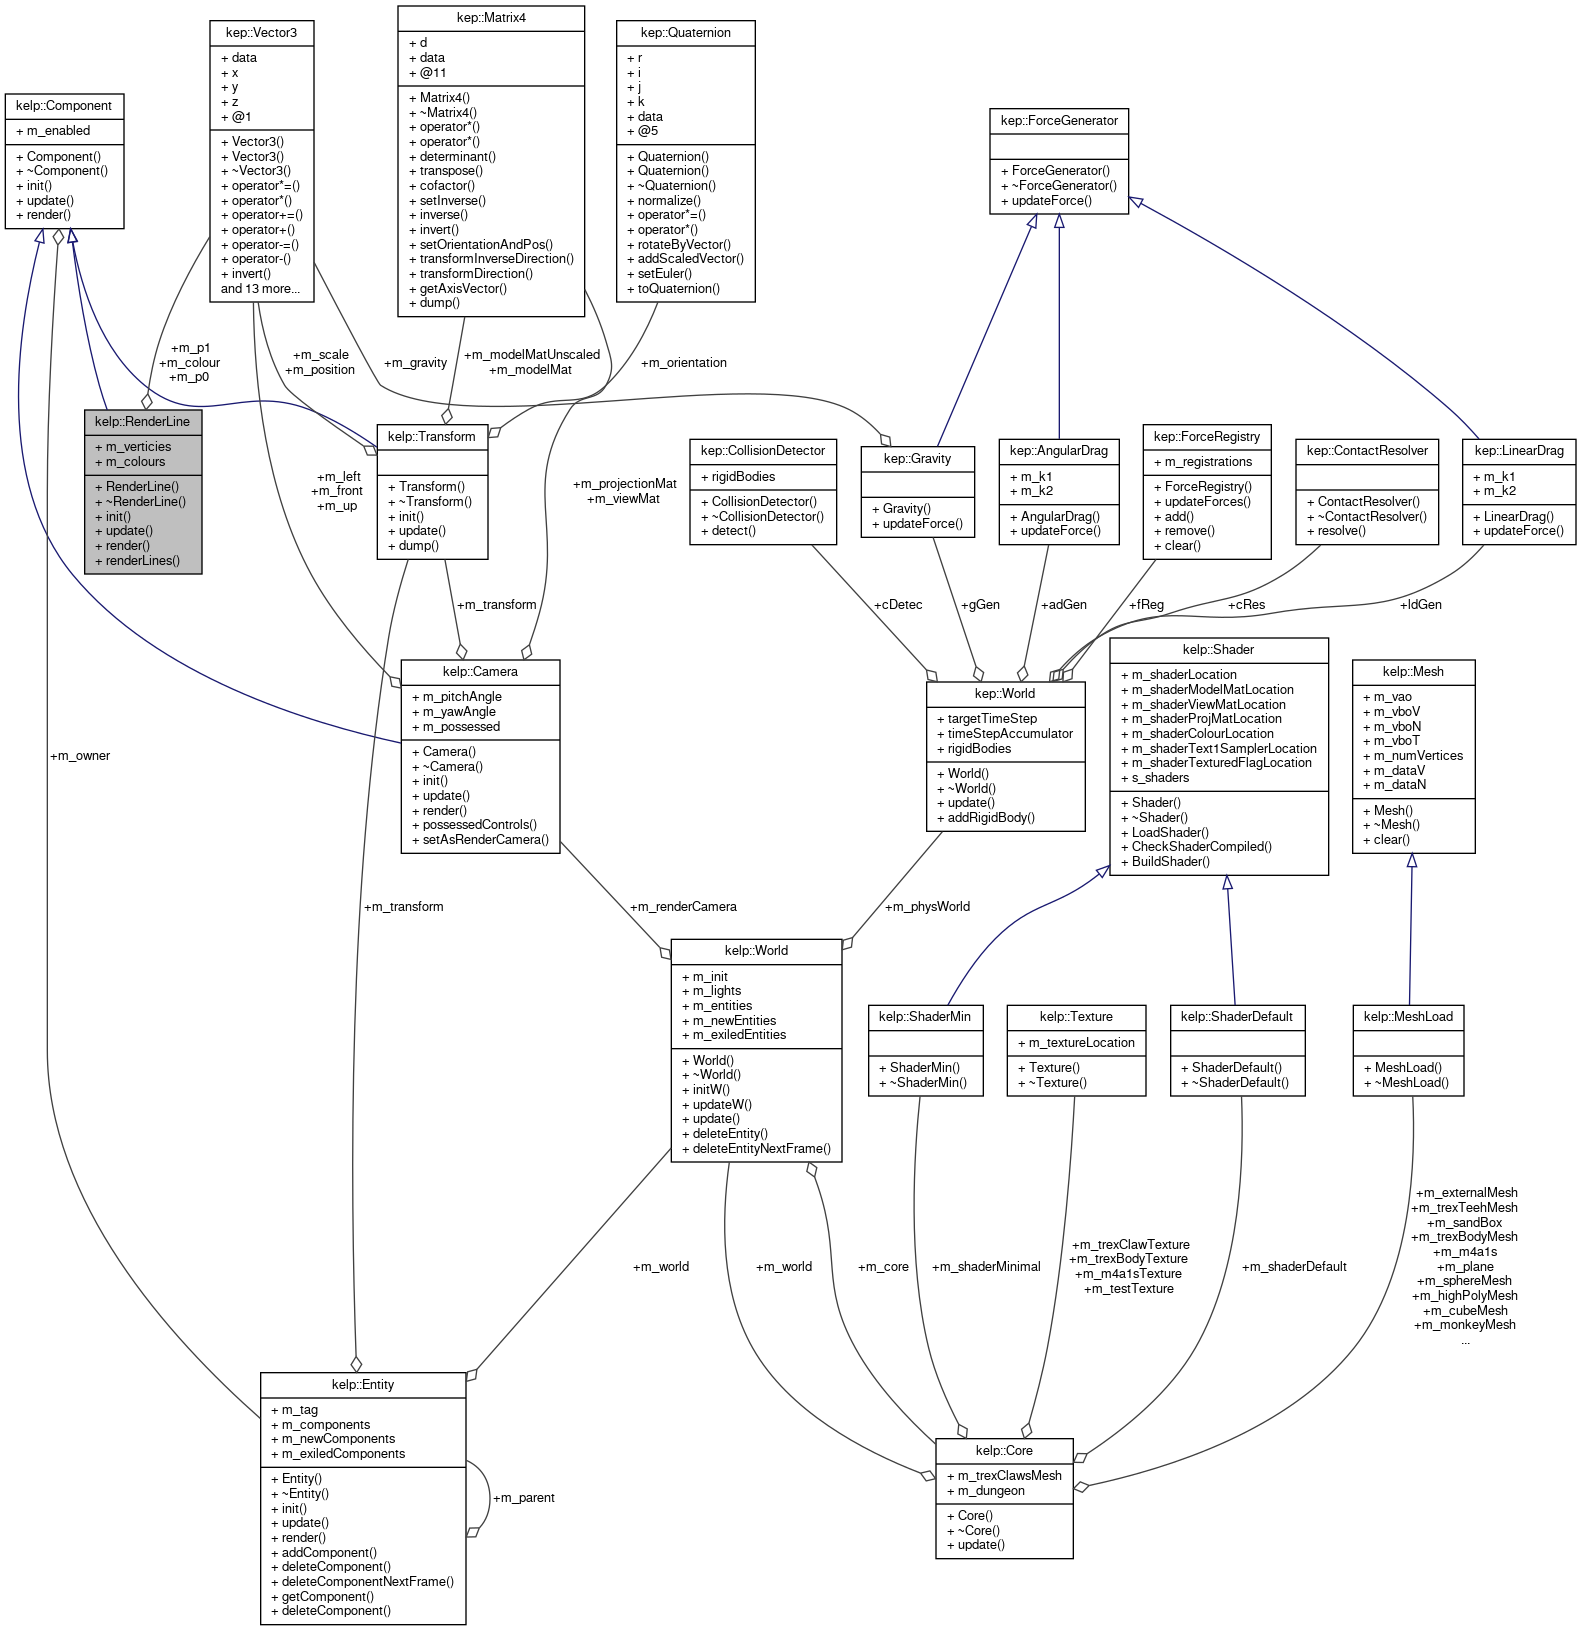 kelp::Component
+ m_enabled
+ Component()
+ ~Component()
+ init()
+ update()
+ render()
kep::Vector3
+ data
+ x
+ y
+ z
+ @1
+ Vector3()
+ Vector3()
+ ~Vector3()
+ operator*=()
+ operator*()
+ operator+=()
+ operator+()
+ operator-=()
+ operator-()
+ invert()
and 13 more...
kep::Matrix4
+ d
+ data
+ @11
+ Matrix4()
+ ~Matrix4()
+ operator*()
+ operator*()
+ determinant()
+ transpose()
+ cofactor()
+ setInverse()
+ inverse()
+ invert()
+ setOrientationAndPos()
+ transformInverseDirection()
+ transformDirection()
+ getAxisVector()
+ dump()
kep::Quaternion
+ r
+ i
+ j
+ k
+ data
+ @5
+ Quaternion()
+ Quaternion()
+ ~Quaternion()
+ normalize()
+ operator*=()
+ operator*()
+ rotateByVector()
+ addScaledVector()
+ setEuler()
+ toQuaternion()
kep::ForceGenerator
+ ForceGenerator()
+ ~ForceGenerator()
+ updateForce()
+m_p1
+m_colour
+m_p0
+m_scale
+m_position
+m_gravity
+m_modelMatUnscaled
+m_modelMat
+m_orientation
kelp::RenderLine
+ m_verticies
+ m_colours
+ RenderLine()
+ ~RenderLine()
+ init()
+ update()
+ render()
+ renderLines()
+m_left
+m_front
+m_up
kelp::Transform
+ Transform()
+ ~Transform()
+ init()
+ update()
+ dump()
+m_projectionMat
+m_viewMat
kep::CollisionDetector
+ rigidBodies
+ CollisionDetector()
+ ~CollisionDetector()
+ detect()
kep::Gravity
+ Gravity()
+ updateForce()
kep::AngularDrag
+ m_k1
+ m_k2
+ AngularDrag()
+ updateForce()
kep::ForceRegistry
+ m_registrations
+ ForceRegistry()
+ updateForces()
+ add()
+ remove()
+ clear()
kep::ContactResolver
+ ContactResolver()
+ ~ContactResolver()
+ resolve()
kep::LinearDrag
+ m_k1
+ m_k2
+ LinearDrag()
+ updateForce()
+m_transform
+cDetec
+gGen
+adGen
+fReg
+cRes
+ldGen
+m_owner
kelp::Camera
+ m_pitchAngle
+ m_yawAngle
+ m_possessed
+ Camera()
+ ~Camera()
+ init()
+ update()
+ render()
+ possessedControls()
+ setAsRenderCamera()
kep::World
+ targetTimeStep
+ timeStepAccumulator
+ rigidBodies
+ World()
+ ~World()
+ update()
+ addRigidBody()
kelp::Shader
+ m_shaderLocation
+ m_shaderModelMatLocation
+ m_shaderViewMatLocation
+ m_shaderProjMatLocation
+ m_shaderColourLocation
+ m_shaderText1SamplerLocation
+ m_shaderTexturedFlagLocation
+ s_shaders
+ Shader()
+ ~Shader()
+ LoadShader()
+ CheckShaderCompiled()
+ BuildShader()
kelp::Mesh
+ m_vao
+ m_vboV
+ m_vboN
+ m_vboT
+ m_numVertices
+ m_dataV
+ m_dataN
+ Mesh()
+ ~Mesh()
+ clear()
+m_transform
+m_renderCamera
+m_physWorld
kelp::World
+ m_init
+ m_lights
+ m_entities
+ m_newEntities
+ m_exiledEntities
+ World()
+ ~World()
+ initW()
+ updateW()
+ update()
+ deleteEntity()
+ deleteEntityNextFrame()
kelp::ShaderMin
+ ShaderMin()
+ ~ShaderMin()
kelp::Texture
+ m_textureLocation
+ Texture()
+ ~Texture()
kelp::ShaderDefault
+ ShaderDefault()
+ ~ShaderDefault()
kelp::MeshLoad
+ MeshLoad()
+ ~MeshLoad()
+m_world
+m_world
+m_core
+m_shaderMinimal
+m_trexClawTexture
+m_trexBodyTexture
+m_m4a1sTexture
+m_testTexture
+m_shaderDefault
+m_externalMesh
+m_trexTeehMesh
+m_sandBox
+m_trexBodyMesh
+m_m4a1s
+m_plane
+m_sphereMesh
+m_highPolyMesh
+m_cubeMesh
+m_monkeyMesh
...
kelp::Entity
+ m_tag
+ m_components
+ m_newComponents
+ m_exiledComponents
+ Entity()
+ ~Entity()
+ init()
+ update()
+ render()
+ addComponent()
+ deleteComponent()
+ deleteComponentNextFrame()
+ getComponent()
+ deleteComponent()
+m_parent
kelp::Core
+ m_trexClawsMesh
+ m_dungeon
+ Core()
+ ~Core()
+ update()